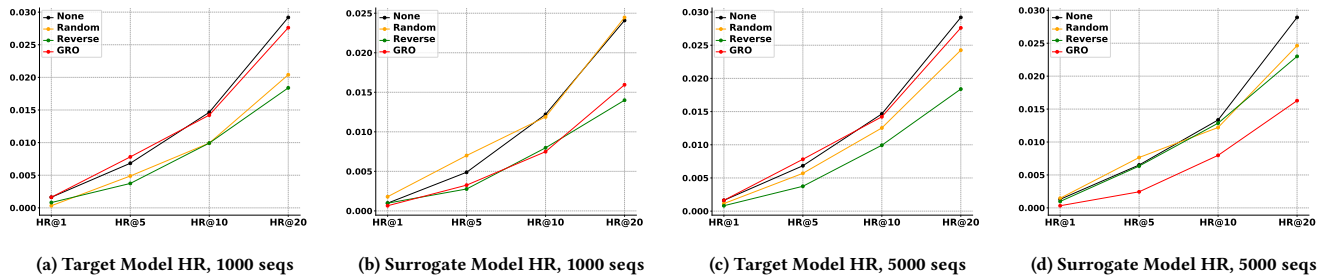 None
Random
Reverse
GRO
0.030
0.025
0.020
0.015
0.010
0.005
0.000
HR@1 HR@5 HR@10 HR@20
(a) Target Model HR, 1000 seqs
None
Random
Reverse
GRO
0.025
0.020
0.015
0.010
0.005
0.000
HR@1 HR@5 HR@10 HR@20
(b) Surrogate Model HR, 1000 seqs
None
Random
Reverse
GRO
0.030
0.025
0.020
0.015
0.010
0.005
0.000
HR@1 HR@5 HR@10 HR@20
(c) Target Model HR, 5000 seqs
None
Random
Reverse
GRO
0.030
0.025
0.020
0.015
0.010
0.005
0.000
HR@1 HR@5 HR@10 HR@20
(d) Surrogate Model HR, 5000 seqs